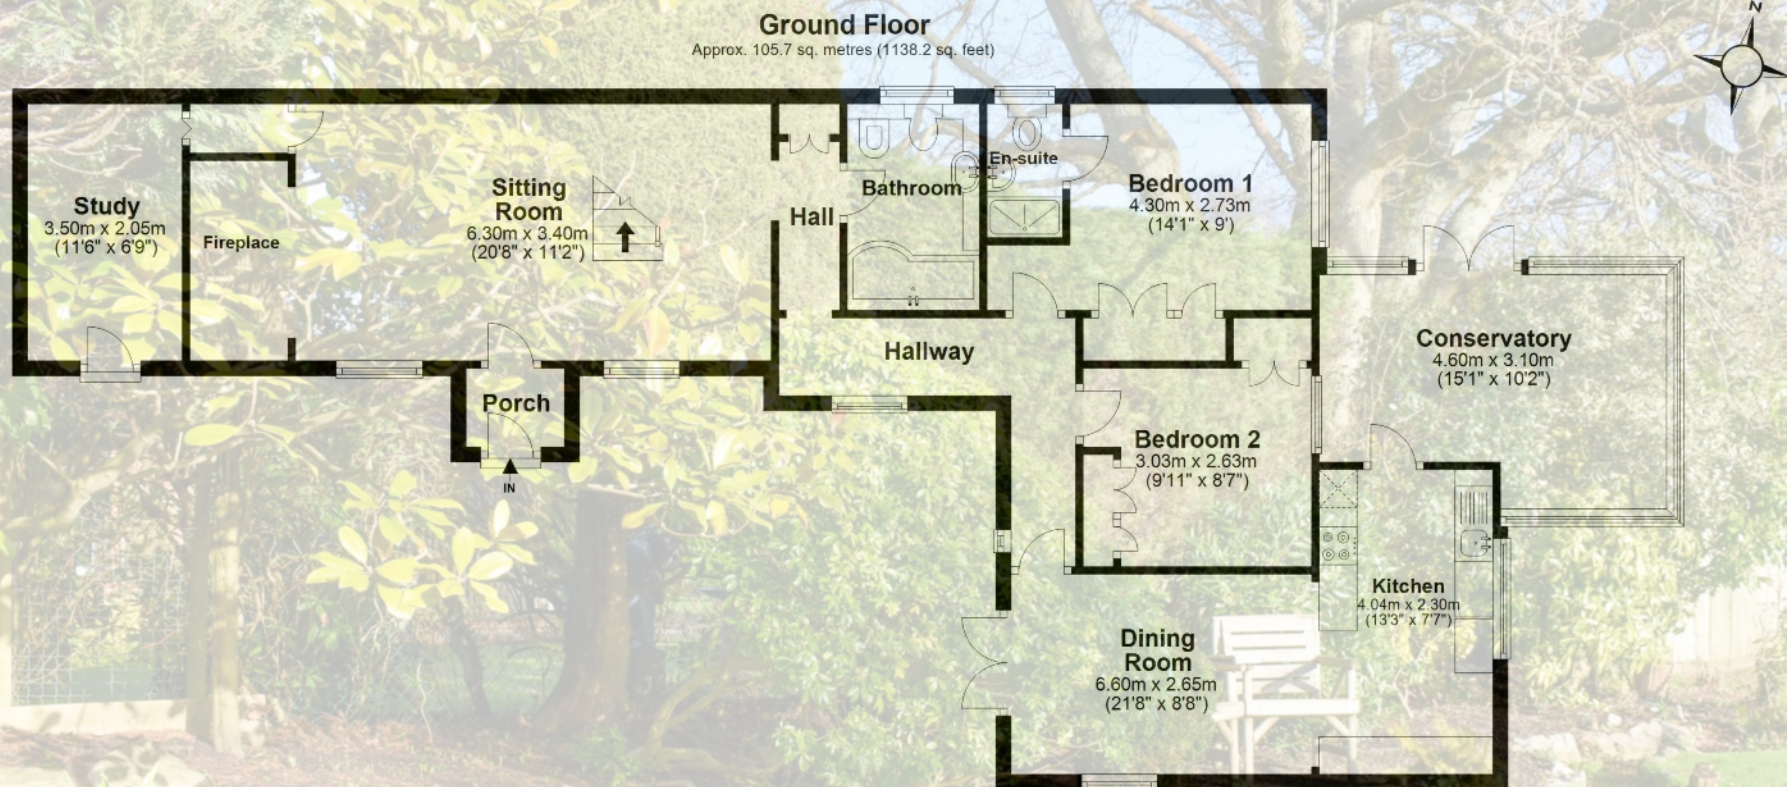 Ground Floor
Approx. 105.7 sq. metres (1138.2 sq. feet)
N
Study
3.50m x 2.05m
(11'6" x 6'9")
Fireplace
Sitting
Room
6.30m x 3.40m
(20'8" x 11'2")
Hall
Bathroom
En-suite
Bedroom 1
4.30m x 2.73m
(14'1" x 9')
Hallway
Porch
IN
Conservatory
4.60m x 3.10m
(15'1" x 10'2")
Bedroom 2
3.03m x 2.63m
(9'11" x 8'7")
Kitchen
4.04m x 2.30m
(13'3" x 7'7")
Dining
Room
6.60m x 2.65m
(21'8" x 8'8")